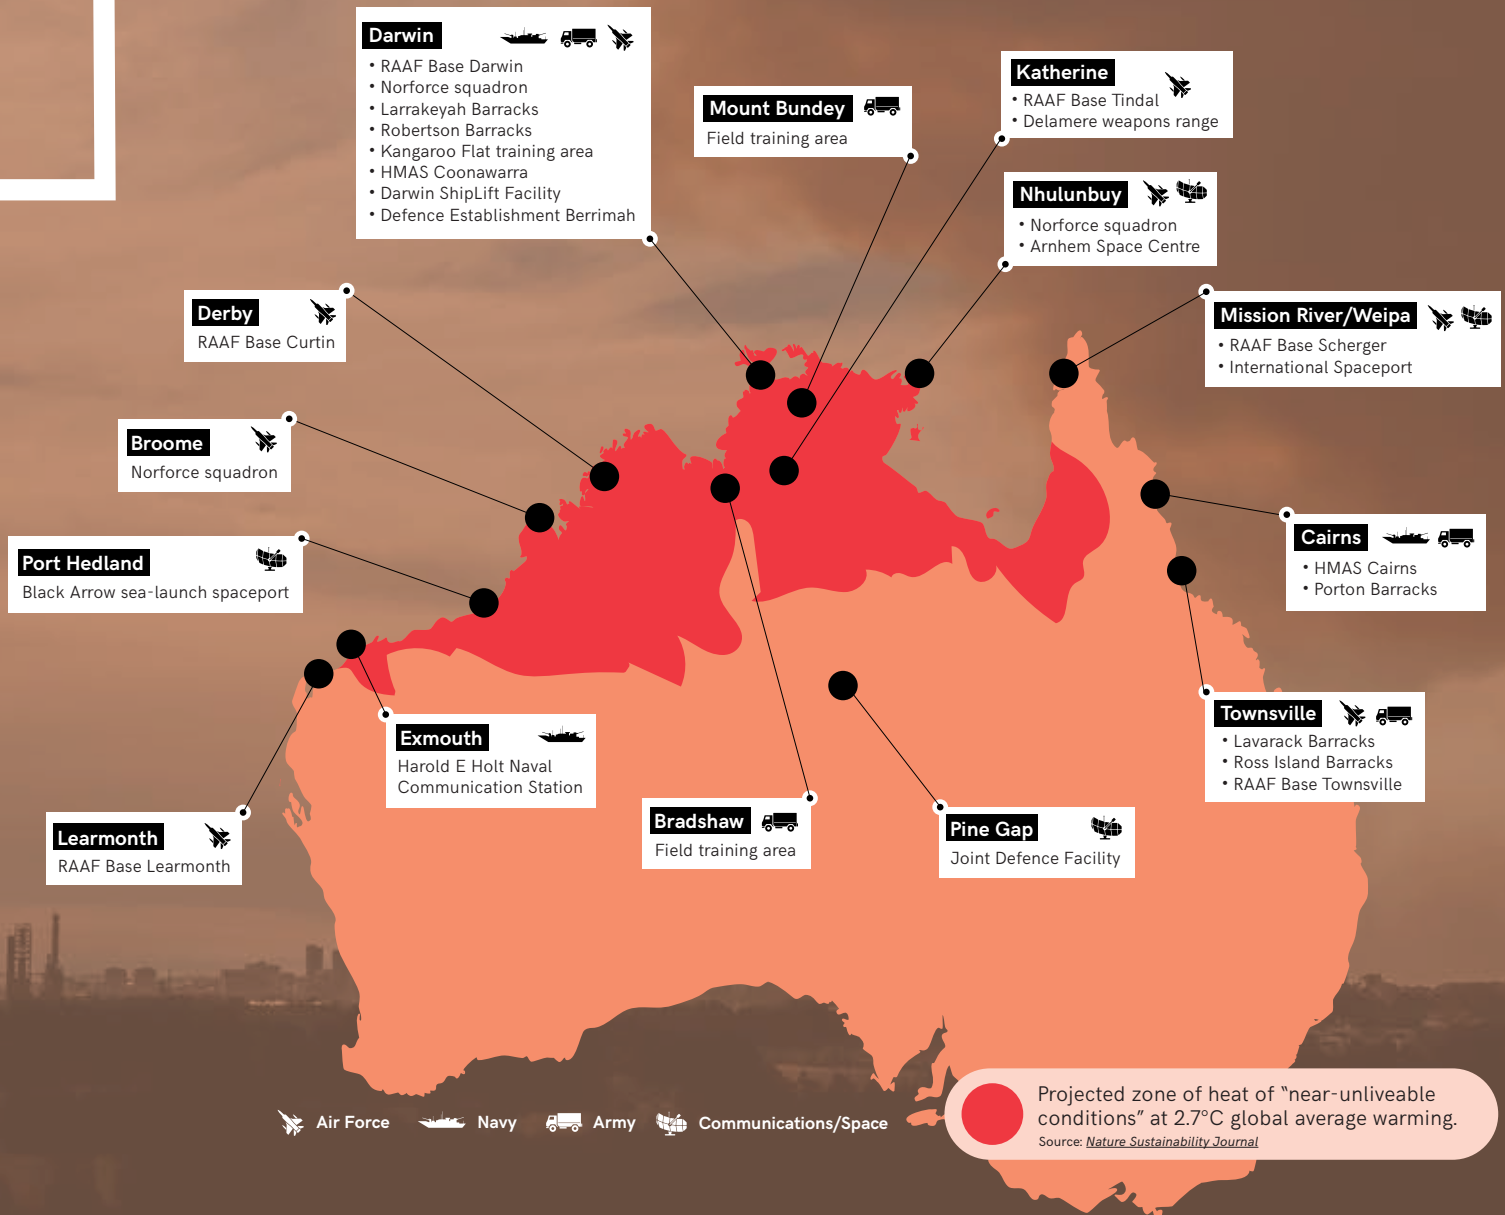 Darwin
• RAAF Base Darwin
• Norforce squadron
• Larrakeyah Barracks
• Robertson Barracks
• Kangaroo Flat training area
• HMAS Coonawarra
• Darwin ShipLift Facility
• Defence Establishment Berrimah
Mount Bundey
Field training area
Katherine
• RAAF Base Tindal
• Delamere weapons range
Nhulunbuy
• Norforce squadron
• Arnhem Space Centre
Mission River/Weipa
• RAAF Base Scherger
• International Spaceport
Derby
RAAF Base Curtin
Broome
Norforce squadron
Port Hedland
Black Arrow sea-launch spaceport
Cairns
• HMAS Cairns
• Porton Barracks
Townsville
• Lavarack Barracks
• Ross Island Barracks
• RAAF Base Townsville
Exmouth
Harold E Holt Naval
Communication Station
Learmonth
RAAF Base Learmonth
Bradshaw
Field training area
Pine Gap
Joint Defence Facility
Air Force
Navy
Army
Communications/Space
Projected zone of heat of “near-unliveable
conditions” at 2.7°C global average warming.
Source: Nature Sustainability Journal